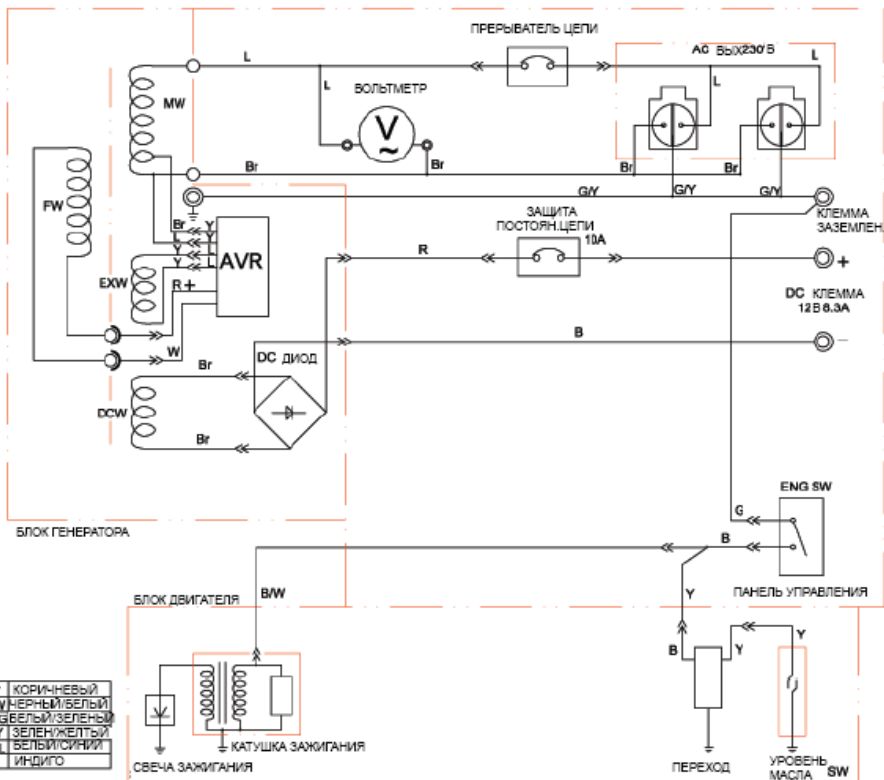 ПРЕРЫВАТЕЛЬ ЦЕПИ
L
AC ВЫХ230'В
L
MW
L
ВОЛЬТМЕТР
L
V
~
Br
Br
Br
Br
FW
G/Y
G/Y
G/Y
КЛЕММА
ЗАЗЕМЛЕН.
Br
Y
L
Y
Y
L
Y
L
AVR
EXW
R+
W
ЗАЩИТА
ПОСТОЯН.ЦЕПИ
10A
R
+
DC КЛЕММА
12В 8.3A
B
−
DC ДИОД
Br
DCW
Br
ENG SW
G
B
БЛОК ГЕНЕРАТОРА
ПАНЕЛЬ УПРАВЛЕНИЯ
БЛОК ДВИГАТЕЛЯ
B/W
Y
B
Y
Y
КОРИЧНЕВЫЙ
ЧЕРНЫЙ/БЕЛЫЙ
G БЕЛЫЙ/ЗЕЛЕНЫЙ
Y ЗЕЛЕН/ЖЕЛТЫЙ
L БЕЛЫЙ/СИНИЙ
ИНДИГО
КАТУШКА ЗАЖИГАНИЯ
СВЕЧА ЗАЖИГАНИЯ
ПЕРЕХОД
УРОВЕНЬ
МАСЛА SW